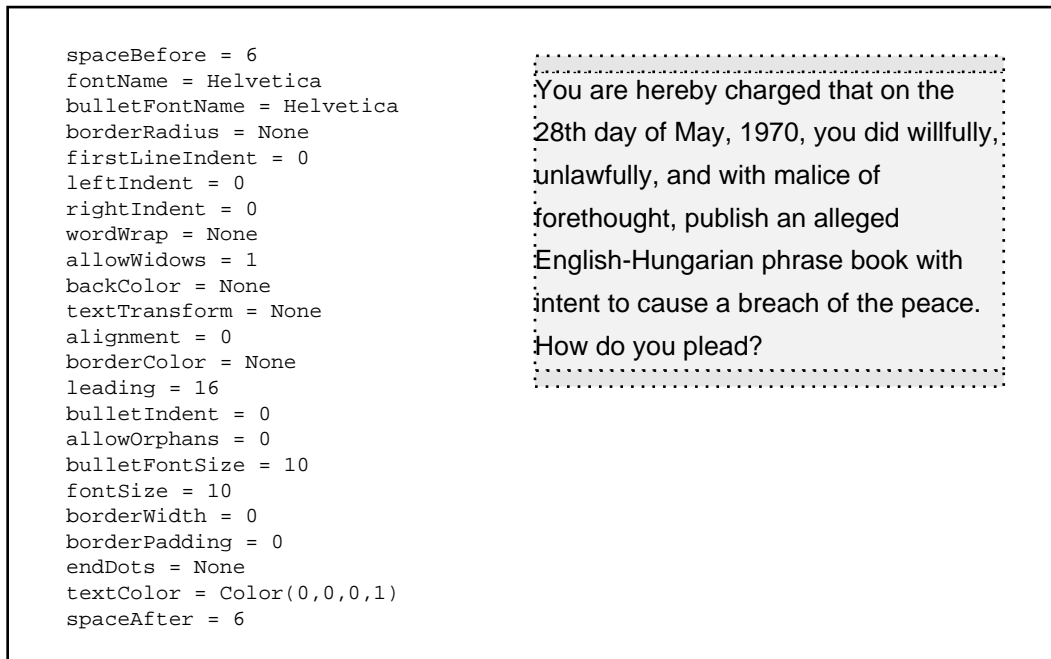 spaceBefore = 6
fontName = Helvetica
bulletFontName = Helvetica
borderRadius = None
firstLineIndent = 0
leftIndent = 0
rightIndent = 0
wordWrap = None
allowWidows = 1
backColor = None
textTransform = None
alignment = 0
borderColor = None
leading = 16
bulletIndent = 0
allowOrphans = 0
bulletFontSize = 10
fontSize = 10
borderWidth = 0
borderPadding = 0
endDots = None
textColor = Color(0,0,0,1)
spaceAfter = 6
You are hereby charged that on the
28th day of May, 1970, you did willfully,
unlawfully, and with malice of
forethought, publish an alleged
English-Hungarian phrase book with
intent to cause a breach of the peace.
How do you plead?